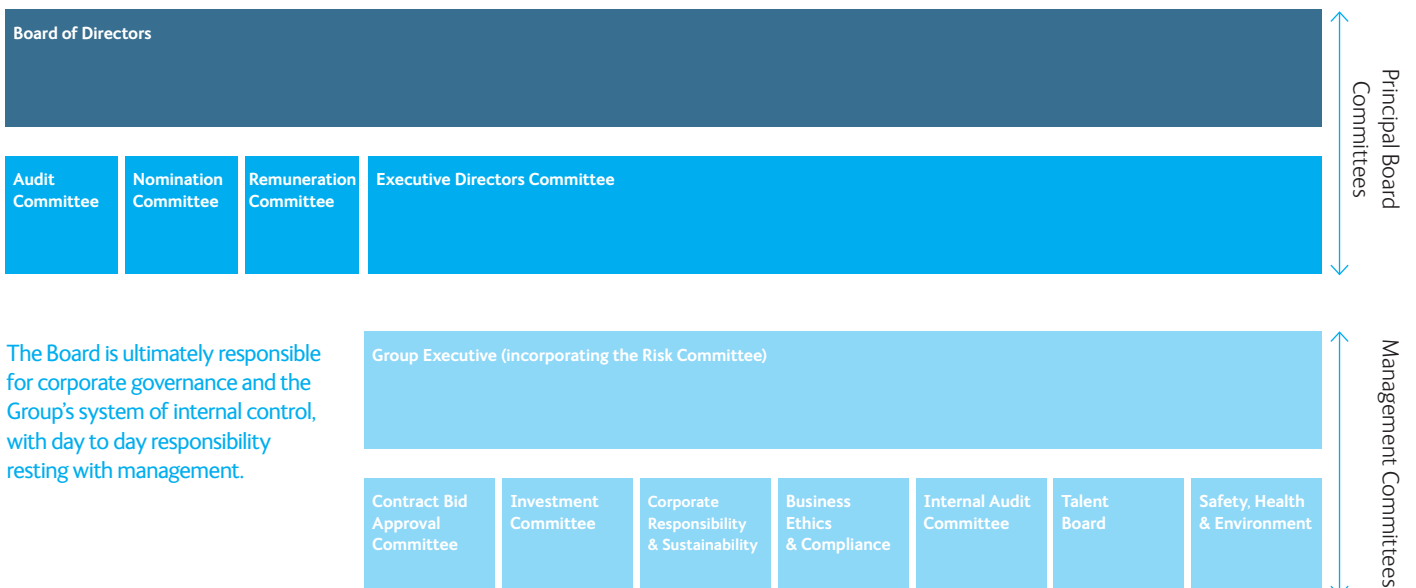 Board of Directors
Principal Board
Committees
Audit
Committee
Nomination
Committee
Remuneration
Committee
Executive Directors Committee
The Board is ultimately responsible
for corporate governance and the
Group’s system of internal control,
with day to day responsibility
resting with management.
Group Executive (incorporating the Risk Committee)
Management Committees
Contract Bid
Approval
Committee
Investment
Committee
Corporate
Responsibility
& Sustainability
Business
Ethics
& Compliance
Internal Audit
Committee
Talent
Board
Safety, Health
& Environment